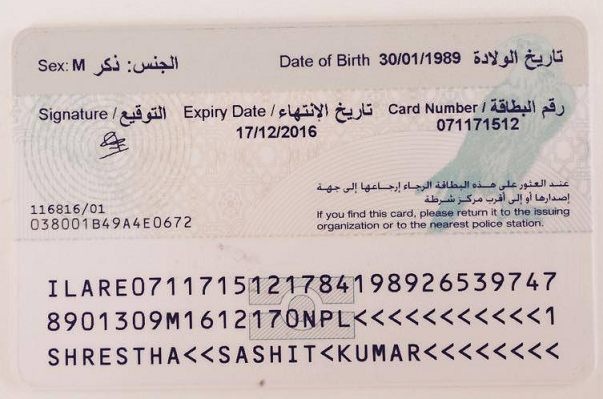 Sex: M الجنس: ذكر Date of Birth 30/01/1989 تاريخ الولادة
Signature / التوقيع Expiry Date / تاريخ الإنتهاء Card Number / رقم البطاقة
17/12/2016 071171512
عند العثور على هذه البطاقة الرجاء إرجاعها إلى جهة
إصدارها أو إلى أقرب مركز شرطة
116816/01 If you find this card, please return it to the issuing
038001B49A4E0672 organization or to the nearest police station.
ILARE0711715121784198926539747
8901309M1612170NPL<<<<<<<<<<<1
SHRESTHA<<SASHIT<KUMAR<<<<<<<<